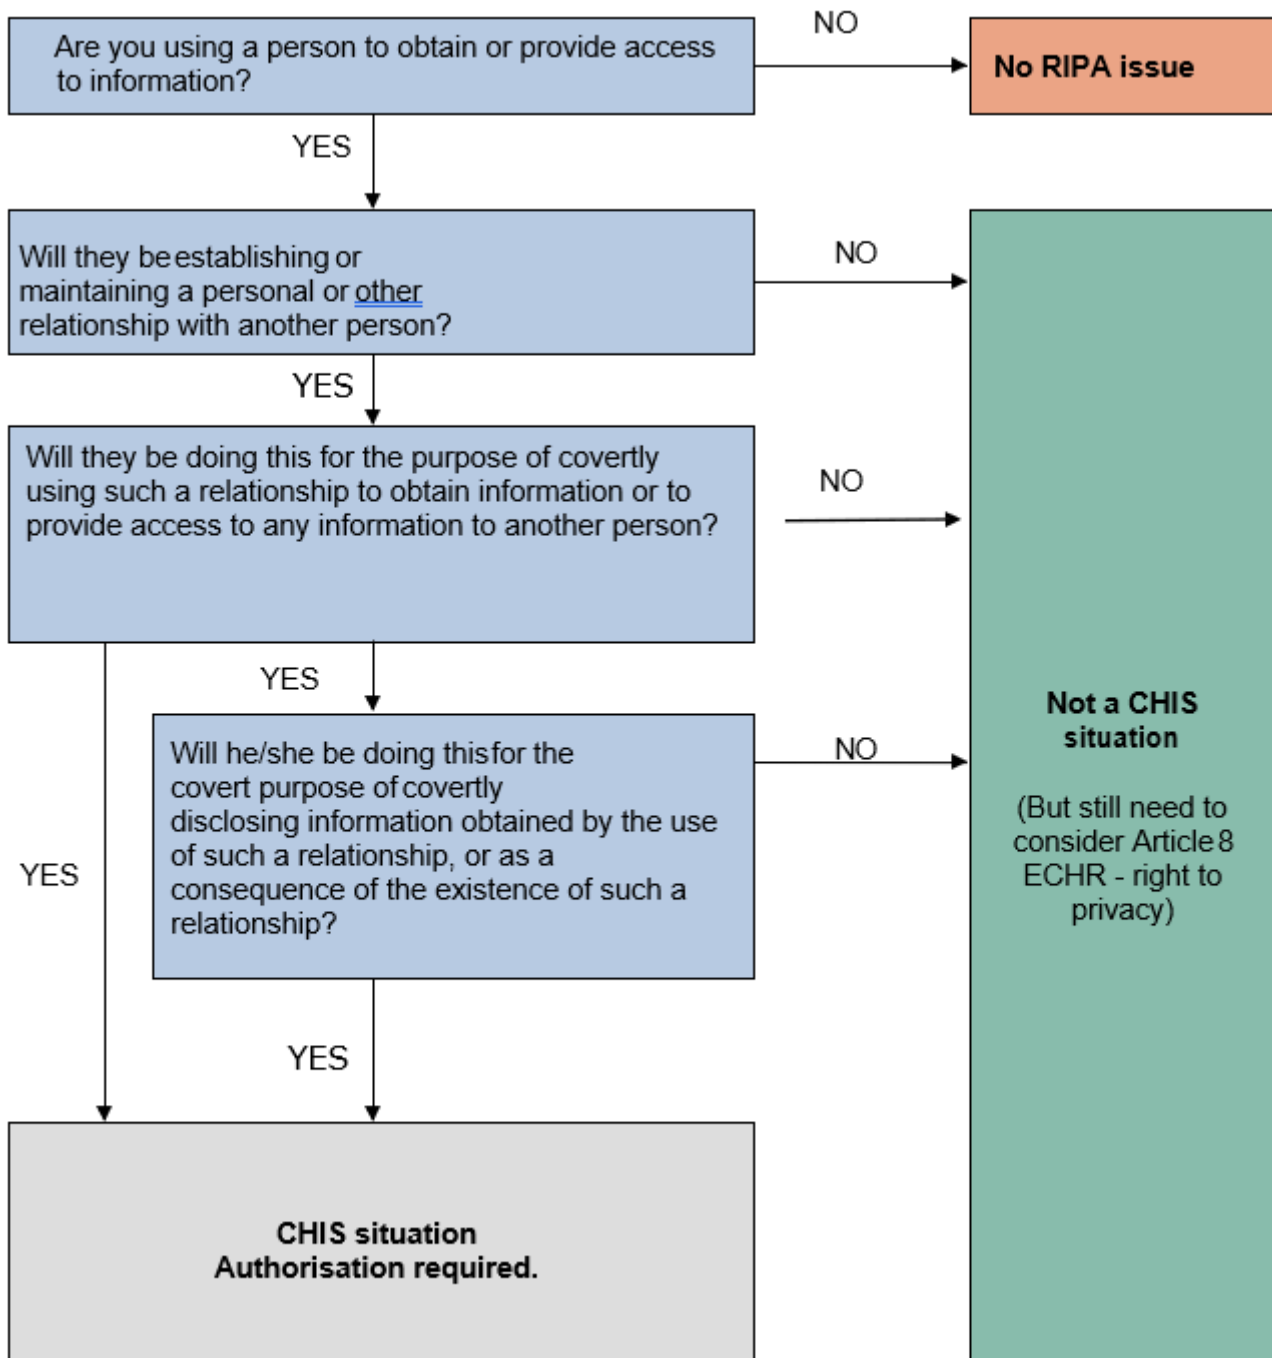 Are you using a person to obtain or provide access
to information?
NO
No RIPA issue
YES
Will they be establishing or
maintaining a personal or other
relationship with another person?
NO
YES
Will they be doing this for the purpose of covertly
using such a relationship to obtain information or to
provide access to any information to another person?
NO
YES
Will he/she be doing this for the
covert purpose of covertly
disclosing information obtained by the use
of such a relationship, or as a
consequence of the existence of such a
relationship?
NO
Not a CHIS
situation
(But still need to
consider Article 8
ECHR - right to
privacy)
YES
YES
CHIS situation
Authorisation required.